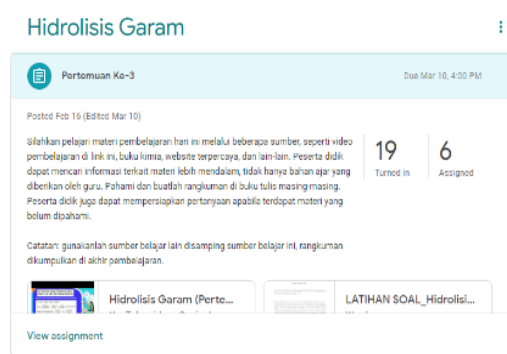 Hidrolisis Garam
Pertemuan Ke-3
Due Mar 10, 4:00 PM
Posted Feb 16 (Edited Mar 10)
Silahkan pelajari materi pembelajaran hari ini melalui beberapa sumber, seperti video
pembelajaran di link ini, buku kimia, website terpercaya, dan lain-lain. Peserta didik
dapat mencari informasi terkait materi lebih mendalam, tidak hanya bahan ajar yang
diberikan oleh guru. Pahami dan buatlah rangkuman di buku tulis masing-masing.
Peserta didik juga dapat mempersiapkan pertanyaan apabila terdapat materi yang
belum dipahami.
19
Turned in
6
Assigned
Catatan: gunakanlah sumber belajar lain disamping sumber belajar ini, rangkuman
dikumpulkan di akhir pembelajaran.
Hidrolisis Garam (Perte...
LATIHAN SOAL_Hidrolisi...
View assignment